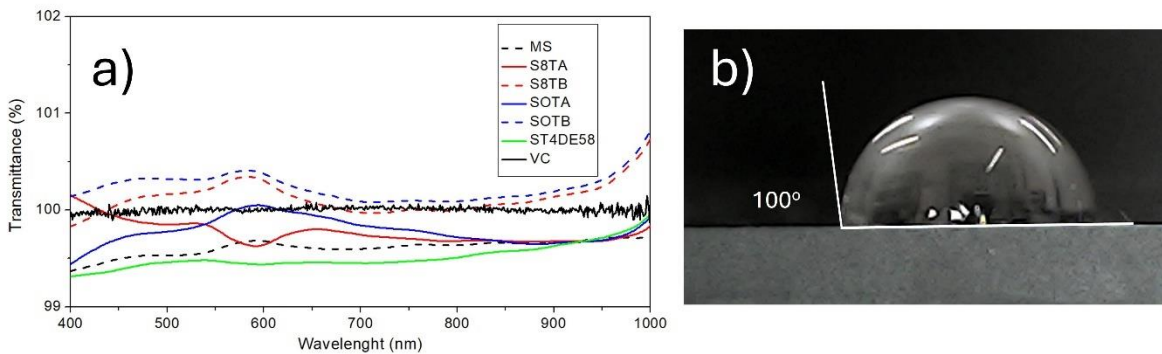 a)
Transmittance (%)
102
101
100
99
MS
S8TA
S8TB
SOTA
SOTB
ST4DE58
VC
400
500
600
700
800
900
1000
Wavelenght (nm)
b)
100º